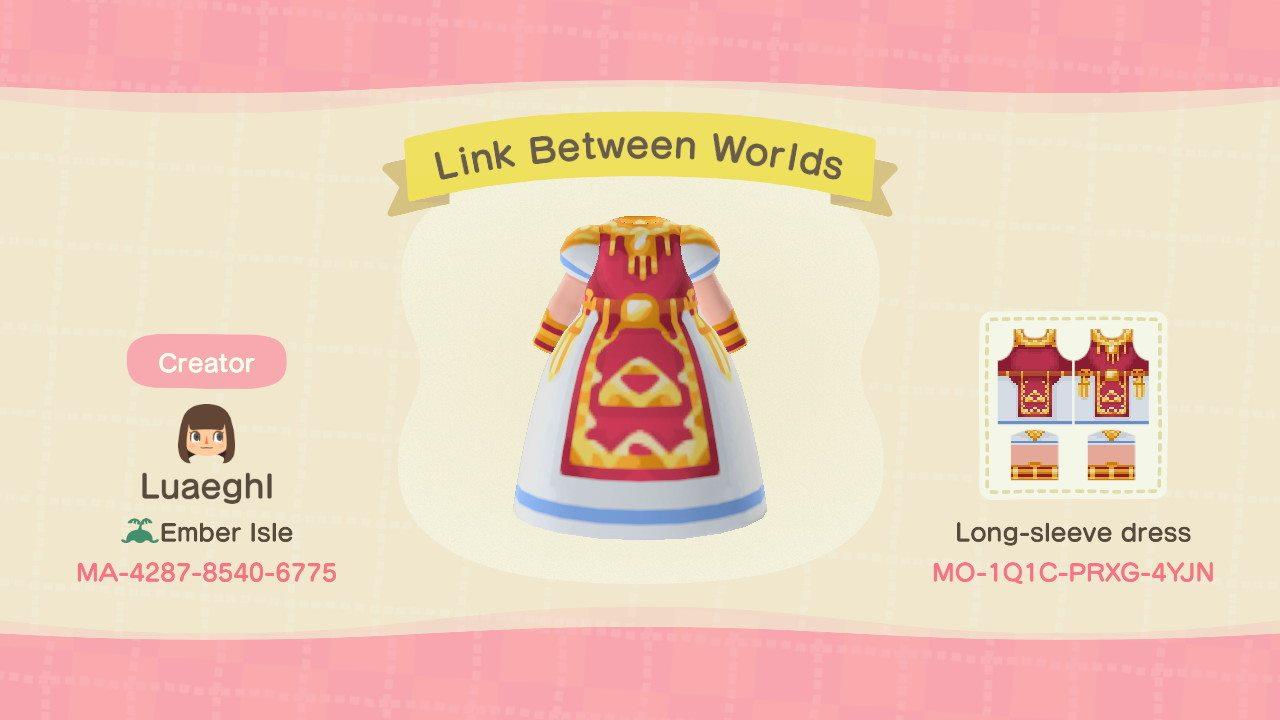 Link Between Worlds
Creator
Luaeghl
Ember Isle
MA-4287-8540-6775
Long-sleeve dress
MO-1Q1C-PRXG-4YJN